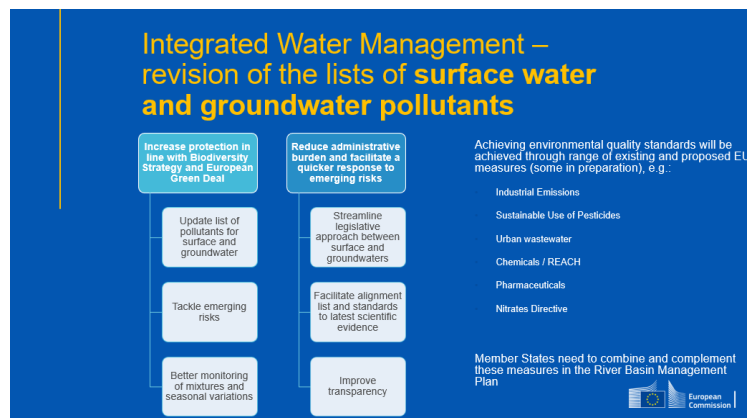 Integrated Water Management –
revision of the lists of surface water
and groundwater pollutants
Increase protection in
line with Biodiversity
Strategy and European
Green Deal
Update list of
pollutants for
surface and
groundwater
Tackle emerging
risks
Better monitoring
of mixtures and
seasonal variations
Reduce administrative
burden and facilitate a
quicker response to
emerging risks
Streamline
legislative
approach between
surface and
groundwaters
Facilitate alignment
list and standards
to latest scientific
evidence
Improve
transparency
Achieving environmental quality standards will be
achieved through range of existing and proposed EU
measures (some in preparation), e.g.:
Industrial Emissions
Sustainable Use of Pesticides
Urban wastewater
Chemicals / REACH
Pharmaceuticals
Nitrates Directive
Member States need to combine and complement
these measures in the River Basin Management
Plan
European
Commission